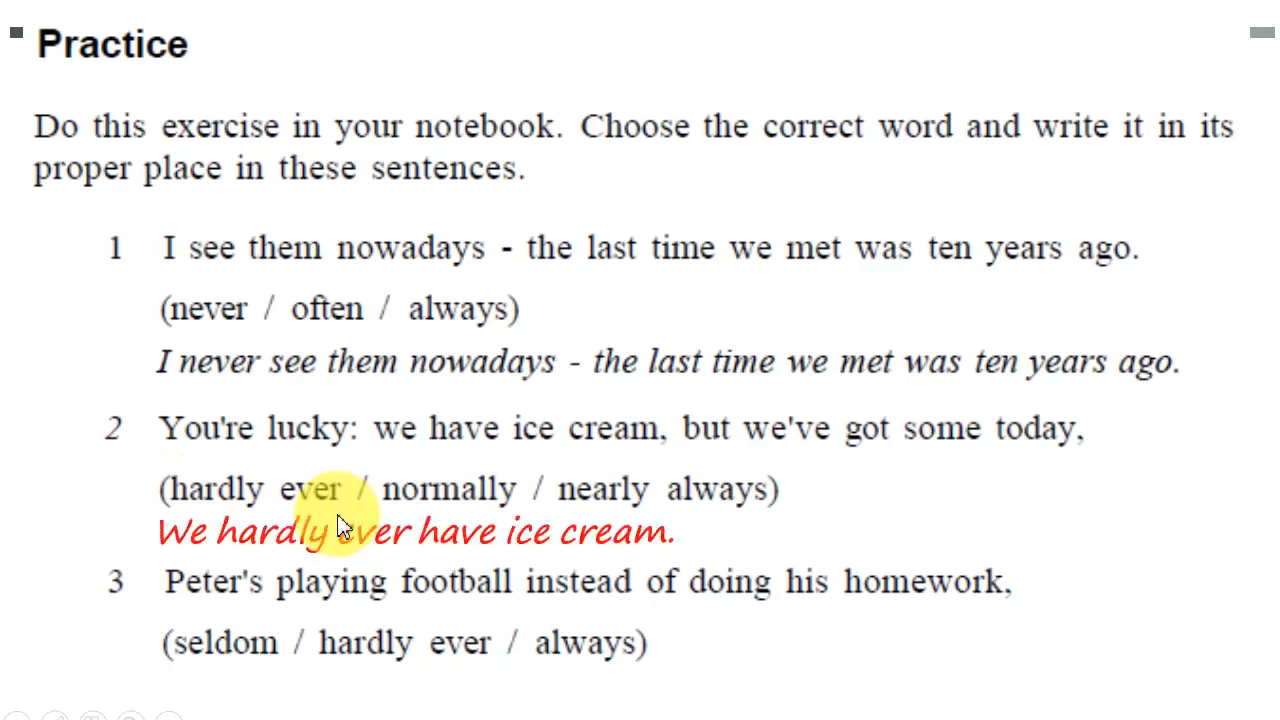 Practice
Do this exercise in your notebook. Choose the correct word and write it in its
proper place in these sentences.
1 I see them nowadays - the last time we met was ten years ago.
(never / often / always)
I never see them nowadays - the last time we met was ten years ago.
2 You're lucky: we have ice cream, but we've got some today,
(hardly ever / normally / nearly always)
We hardly ever have ice cream.
3 Peter's playing football instead of doing his homework,
(seldom / hardly ever / always)